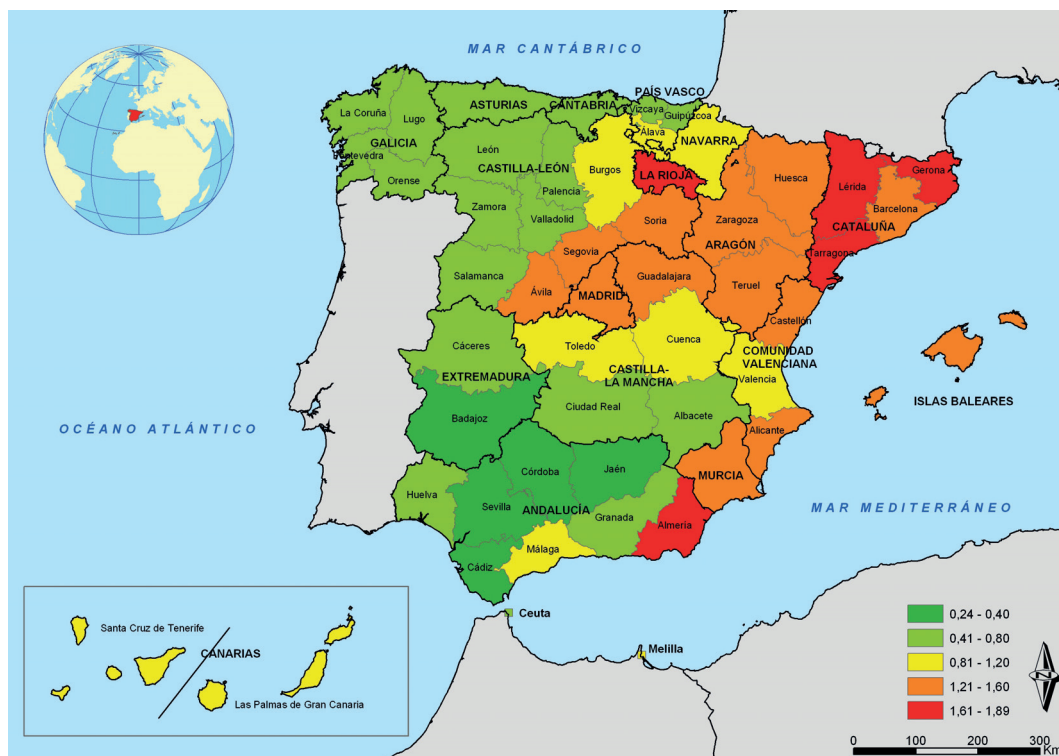 MAR CANTÁBRICO
PAÍS VASCO
La Coruña
Lugo
ASTURIAS
CANTABRIA
Vizcaya
Guipúzcoa
Álava
NAVARRA
GALICIA
Pontevedra
Orense
León
CASTILLA-LEÓN
Palencia
Burgos
LA RIOJA
Huesca
Lérida
Gerona
Barcelona
CATALUÑA
Tarragona
Zamora
Valladolid
Soria
Zaragoza
ARAGÓN
Segovia
Salamanca
Ávila
MADRID
Guadalajara
Teruel
Castellón
Cáceres
EXTREMADURA
Toledo
Cuenca
CASTILLA-
LA MANCHA
COMUNIDAD
VALENCIANA
Valencia
ISLAS BALEARES
OCÉANO ATLÁNTICO
Badajoz
Ciudad Real
Albacete
Alicante
MURCIA
Huelva
Córdoba
Jaén
Sevilla
ANDALUCÍA
Granada
Almería
MAR MEDITERRÁNEO
Málaga
Cádiz
Ceuta
Melilla
Santa Cruz de Tenerife
CANARIAS
Las Palmas de Gran Canaria
0,24 - 0,40
0,41 - 0,80
0,81 - 1,20
1,21 - 1,60
1,61 - 1,89
N
0 100 200 300
Km